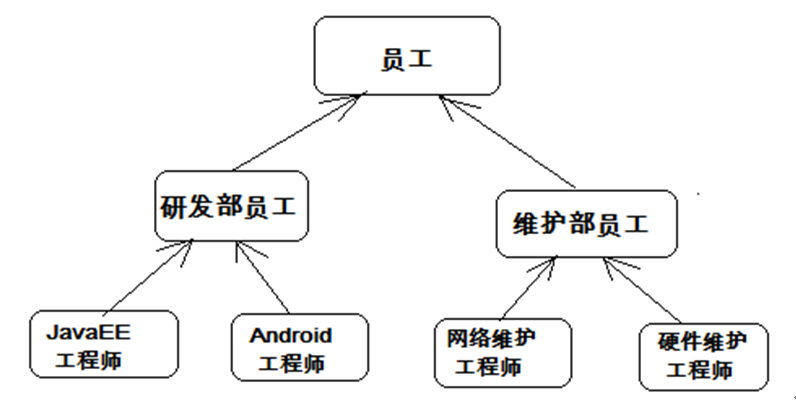 员工
研发部员工
维护部员工
JavaEE
工程师
Android
工程师
网络维护
工程师
硬件维护
工程师